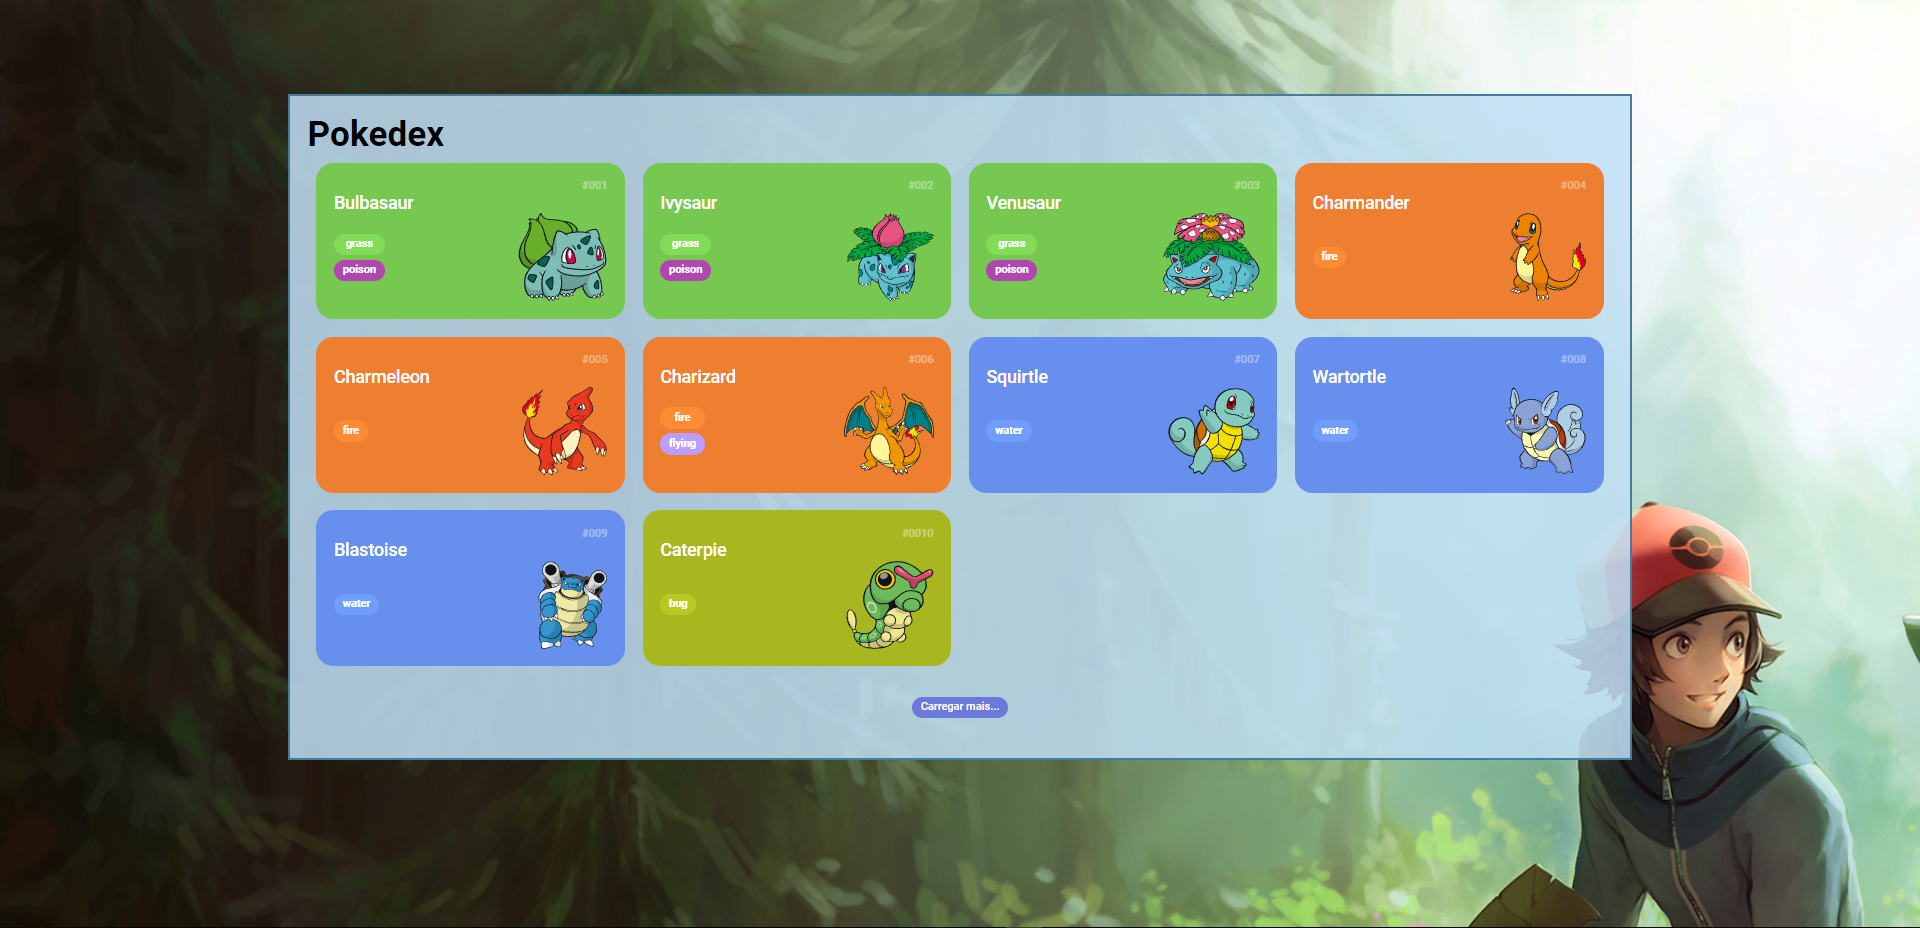 Pokedex
#001
Bulbasaur
grass
poison
#002
Ivysaur
grass
poison
#003
Venusaur
grass
poison
#004
Charmander
fire
#005
Charmeleon
fire
#006
Charizard
fire
flying
#007
Squirtle
water
#008
Wartortle
water
#009
Blastoise
water
#0010
Caterpie
bug
Carregar mais...